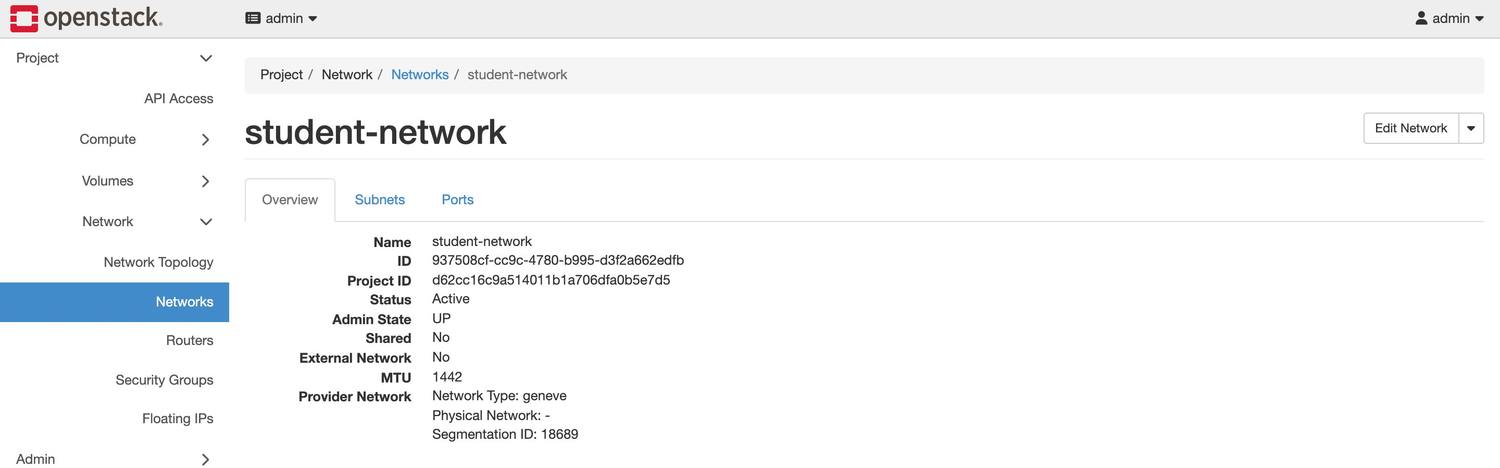 openstack.
admin
admin
Project
API Access
Compute
Volumes
Network
Network Topology
Networks
Routers
Security Groups
Floating IPs
Admin
Project / Network / Networks / student-network
student-network
Edit Network
Overview Subnets Ports
Name student-network
ID 937508cf-cc9c-4780-b995-d3f2a662edfb
Project ID d62cc16c9a514011b1a706dfa0b5e7d5
Status Active
Admin State UP
Shared No
External Network No
MTU 1442
Provider Network Network Type: geneve
Physical Network: -
Segmentation ID: 18689